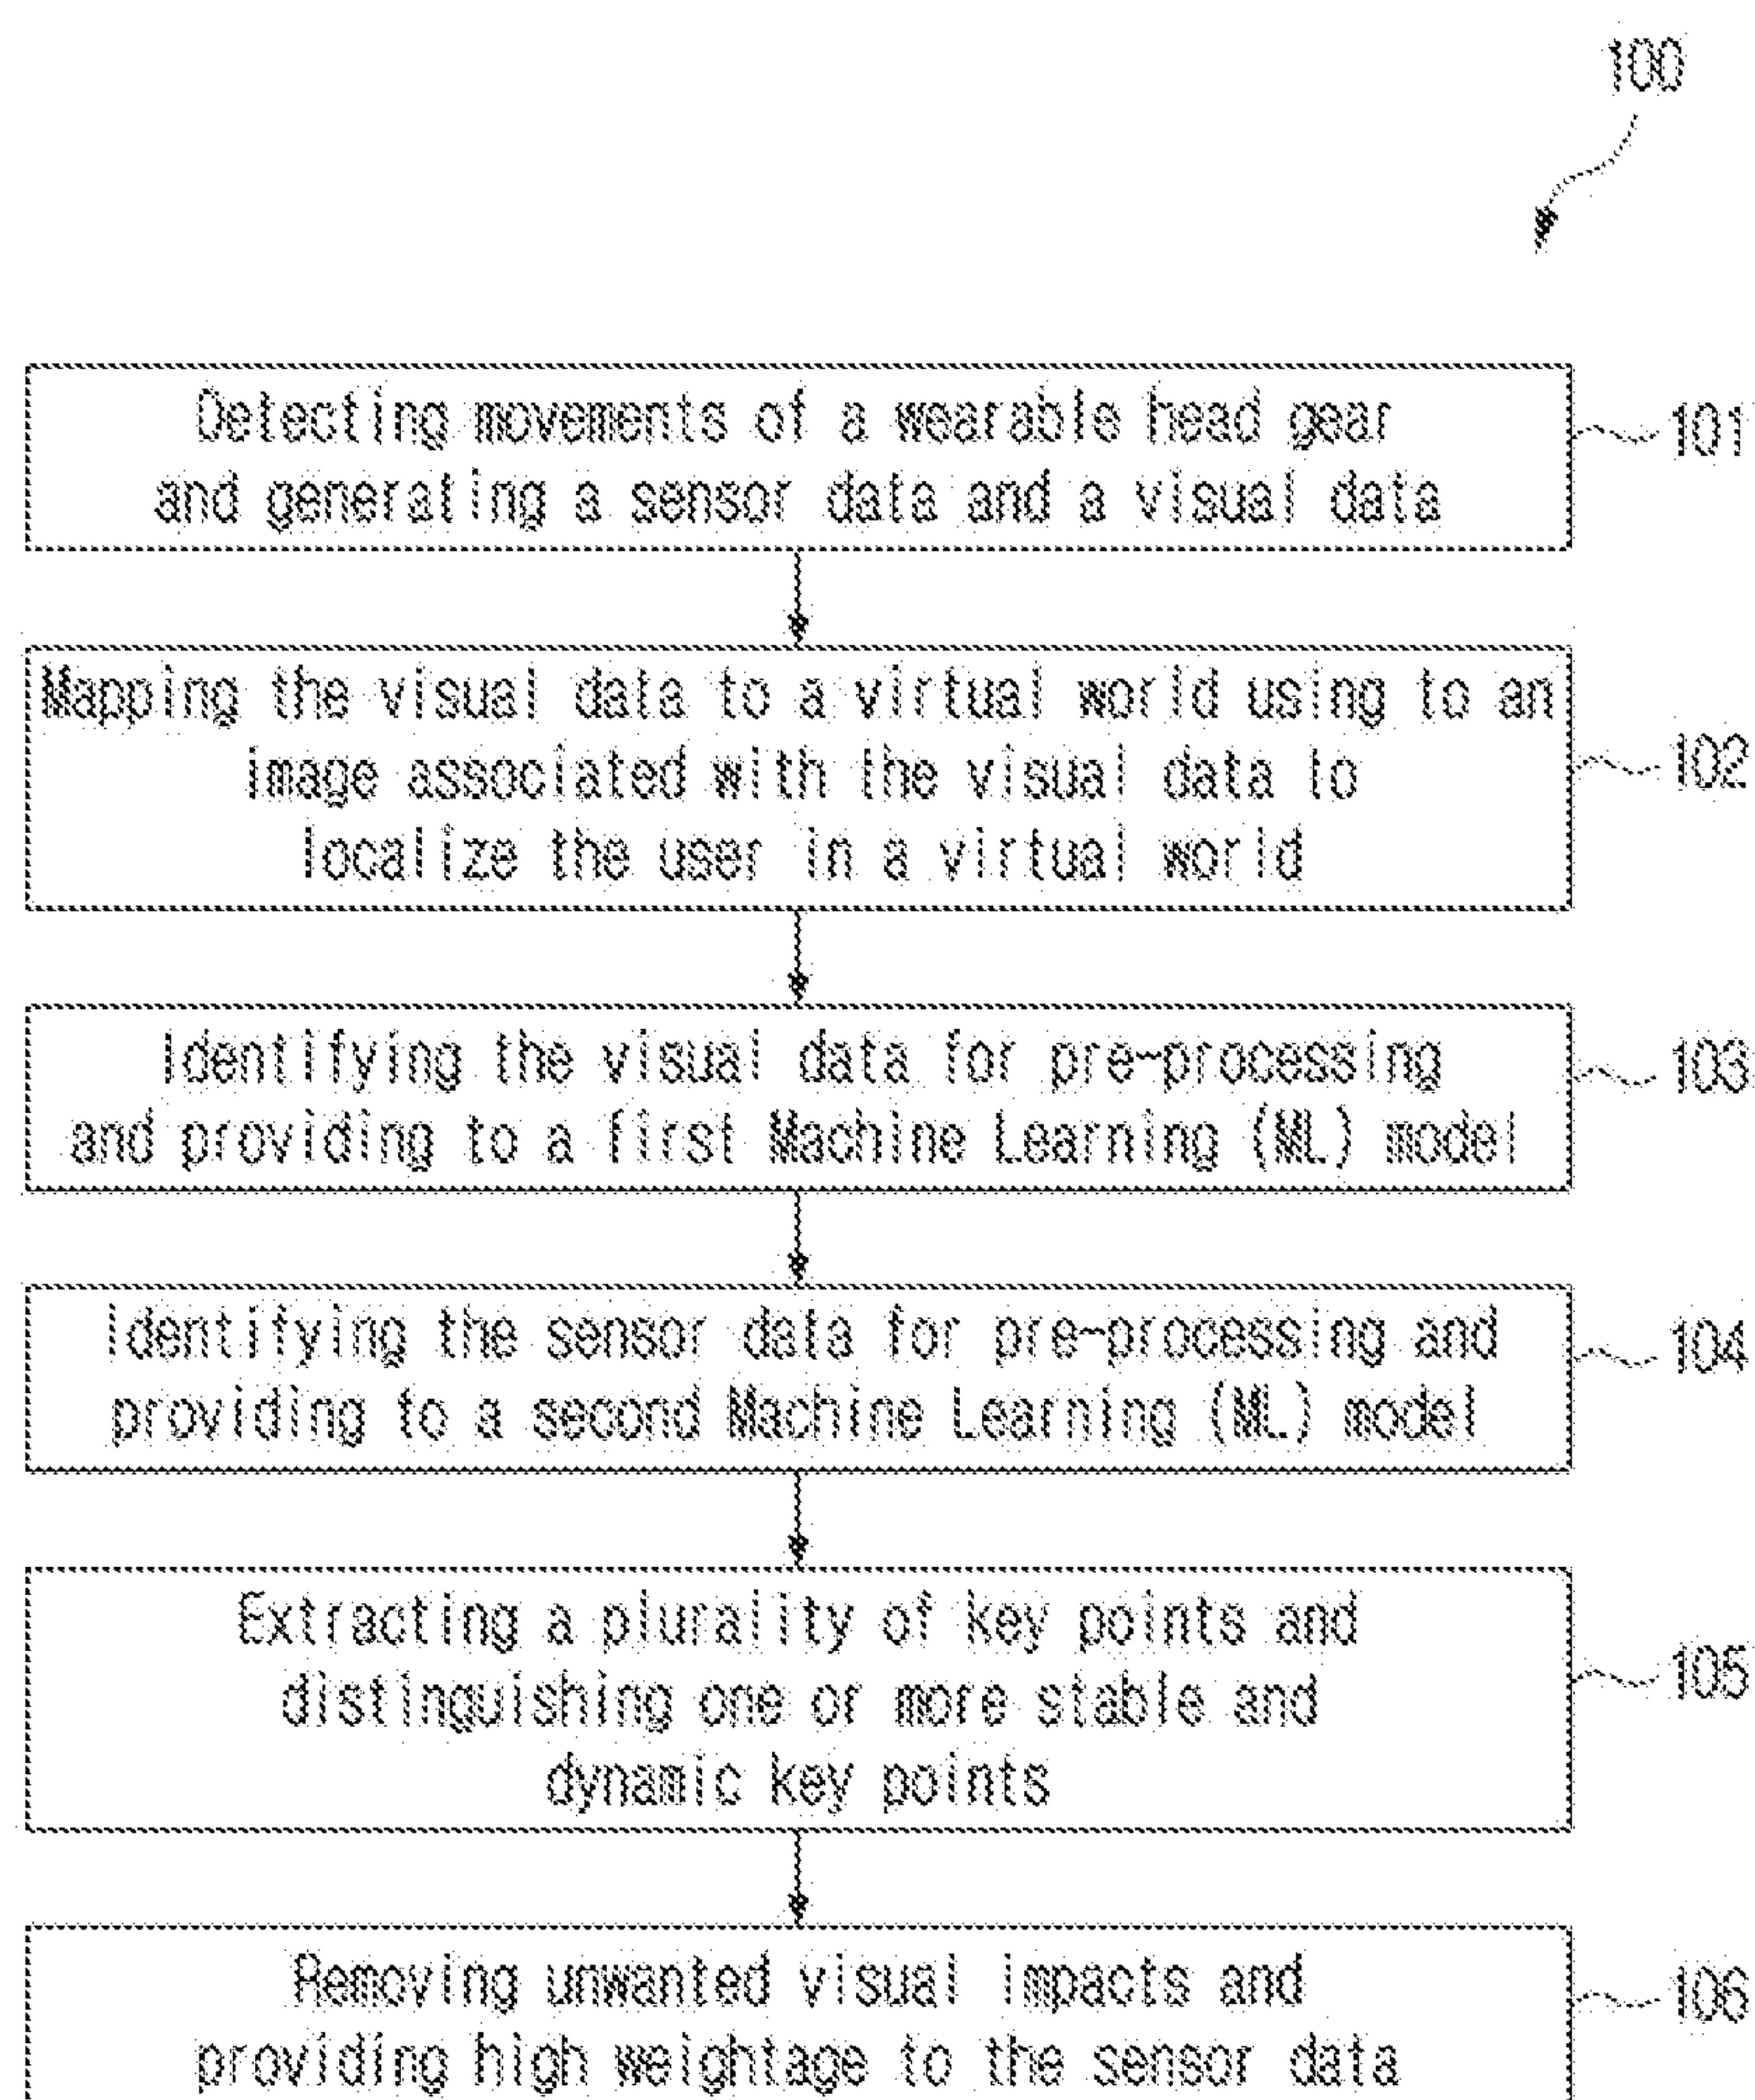 100
Detecting movements of a wearable head gear
and generating a sensor data and a visual data
101
Mapping the visual data to a virtual world using to an
image associated with the visual data to
localize the user in a virtual world
102
Identifying the visual data for pre-processing
and providing to a first Machine Learning (ML) model
103
Identifying the sensor data for pre-processing and
providing to a second Machine Learning (ML) model
104
Extracting a plurality of key points and
distinguishing one or more stable and
dynamic key points
105
Removing unwanted visual impacts and
providing high weightage to the sensor data
106